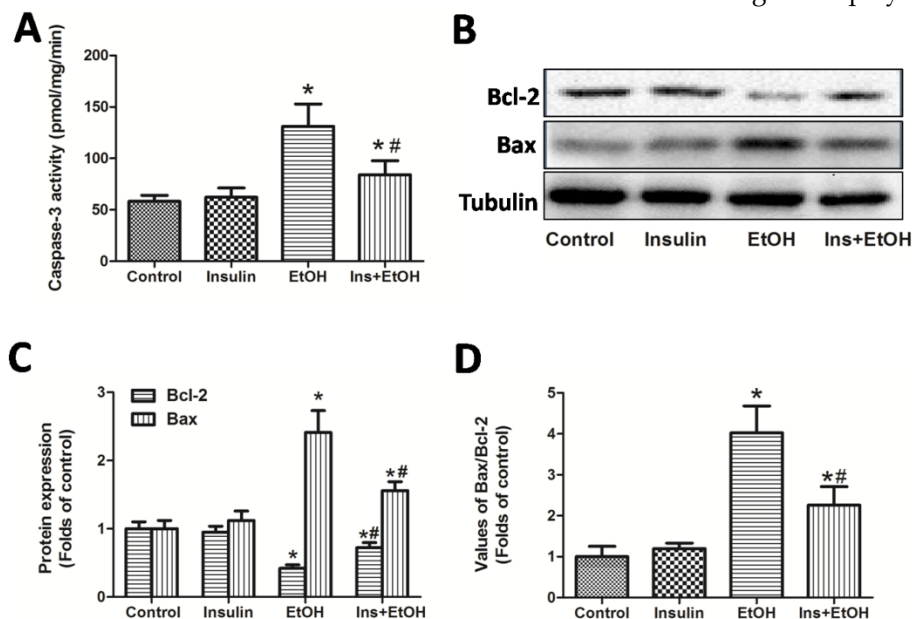 A
Caspase-3 activity (pmol/mg/min)
200
150
100
50
0
*
* #
Control Insulin EtOH Ins+EtOH
B
Bcl-2
Bax
Tubulin
Control Insulin EtOH Ins+EtOH
C
Protein expression
(Folds of control)
3
2
1
0
Bcl-2
Bax
*
*
*#
*#
Control Insulin EtOH Ins+EtOH
D
Values of Bax/Bcl-2
(Folds of control)
5
4
3
2
1
0
*
*#
Control Insulin EtOH Ins+EtOH